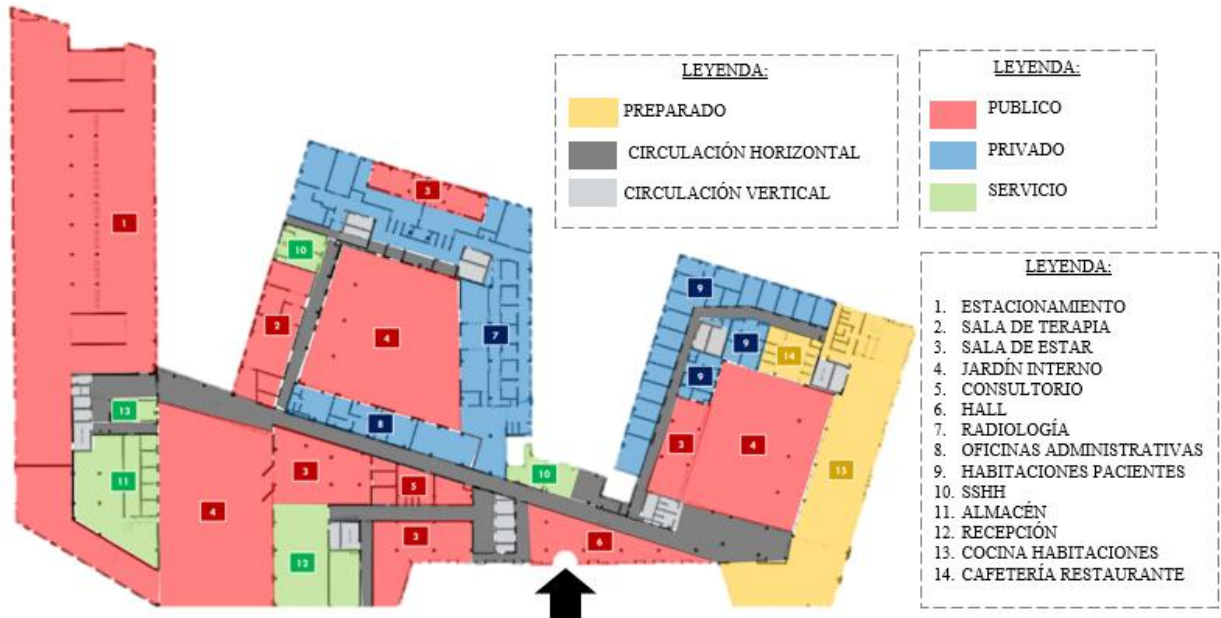 LEYENDA:
PREPARADO
CIRCULACIÓN HORIZONTAL
CIRCULACIÓN VERTICAL
LEYENDA:
PUBLICO
PRIVADO
SERVICIO
LEYENDA:
1. ESTACIONAMIENTO
2. SALA DE TERAPIA
3. SALA DE ESTAR
4. JARDÍN INTERNO
5. CONSULTORIO
6. HALL
7. RADIOLOGÍA
8. OFICINAS ADMINISTRATIVAS
9. HABITACIONES PACIENTES
10. SSHH
11. ALMACÉN
12. RECEPCIÓN
13. COCINA HABITACIONES
14. CAFETERÍA RESTAURANTE
1
3
10
2
4
7
8
9
9
14
9
3
4
15
13
11
4
3
5
10
3
6
12